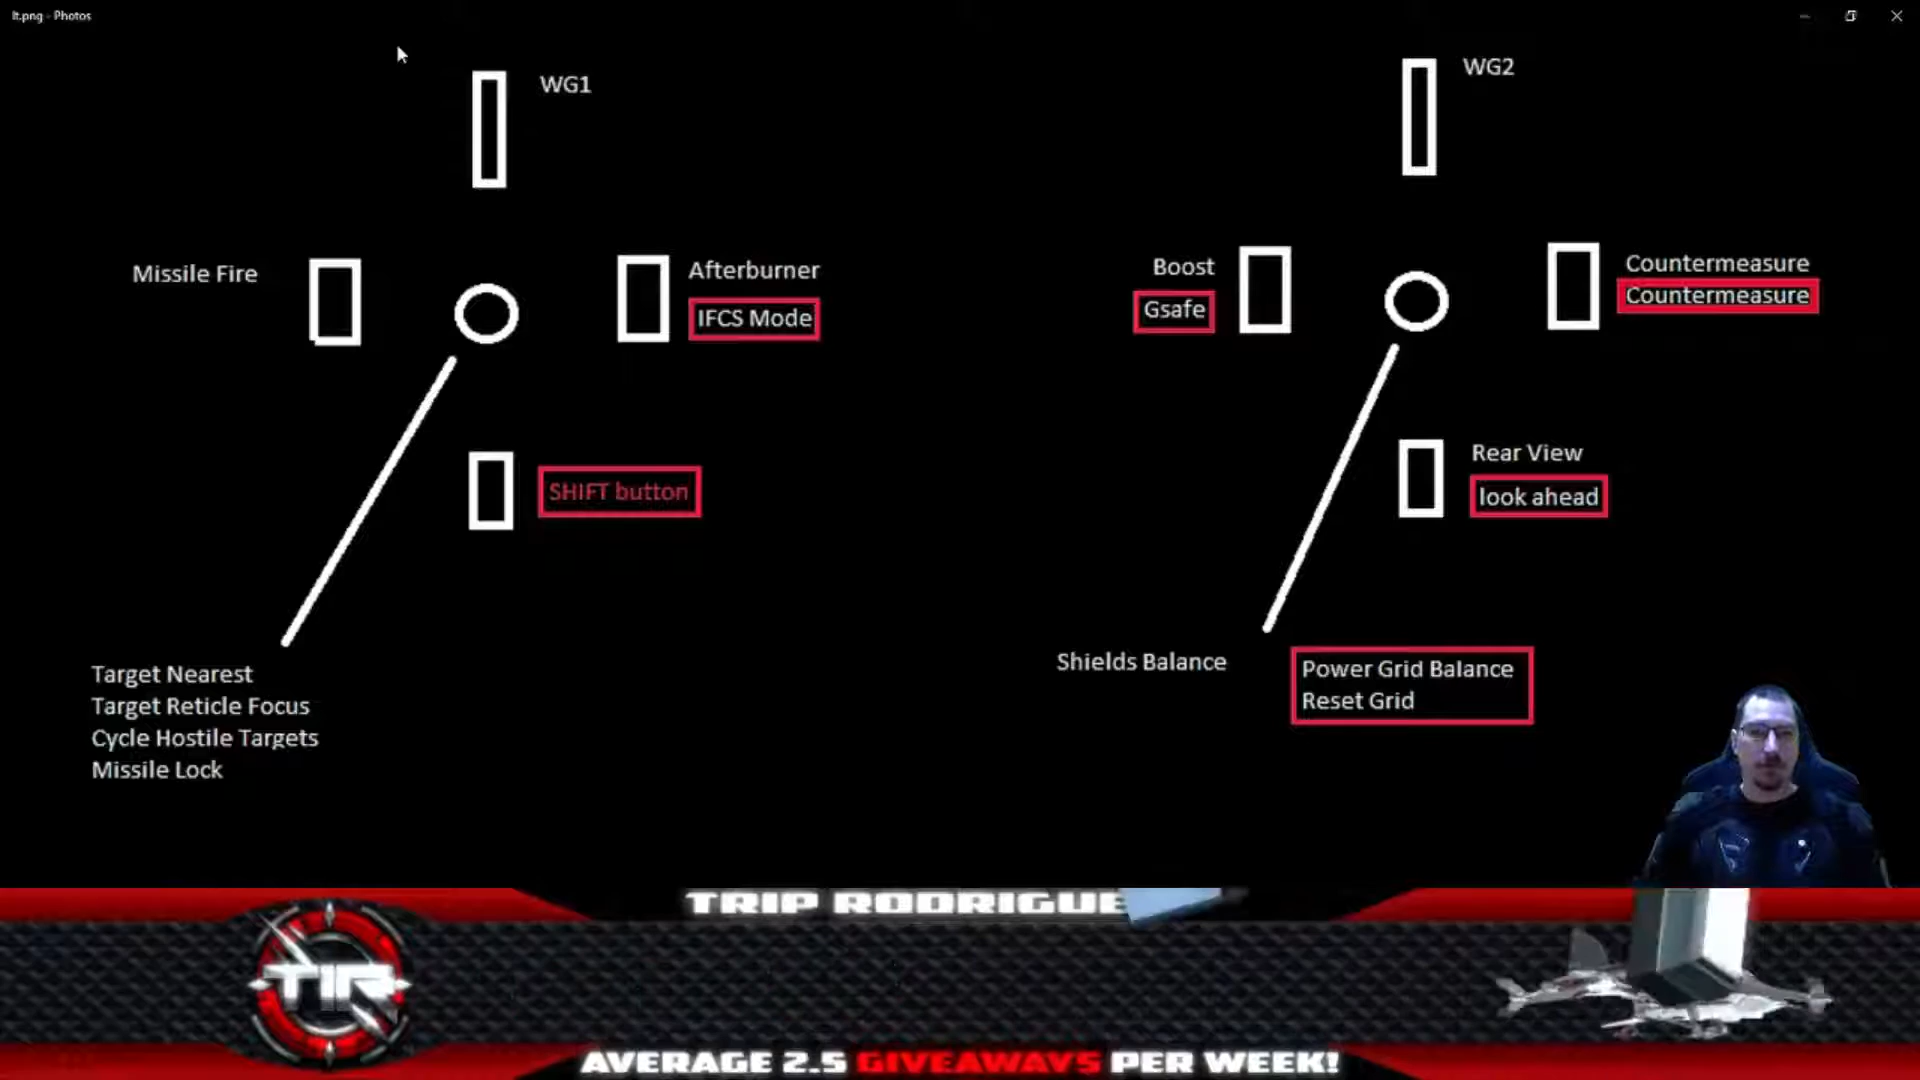 lt.png - Photos
WG1
WG2
Missile Fire
Afterburner
IFCS Mode
Boost
Gsafe
Countermeasure
Countermeasure
SHIFT button
Rear View
look ahead
Target Nearest
Target Reticle Focus
Cycle Hostile Targets
Missile Lock
Shields Balance
Power Grid Balance
Reset Grid
TRIP RODRIGUE
TIR
AVERAGE 2.5 GIVEAWAYS PER WEEK!